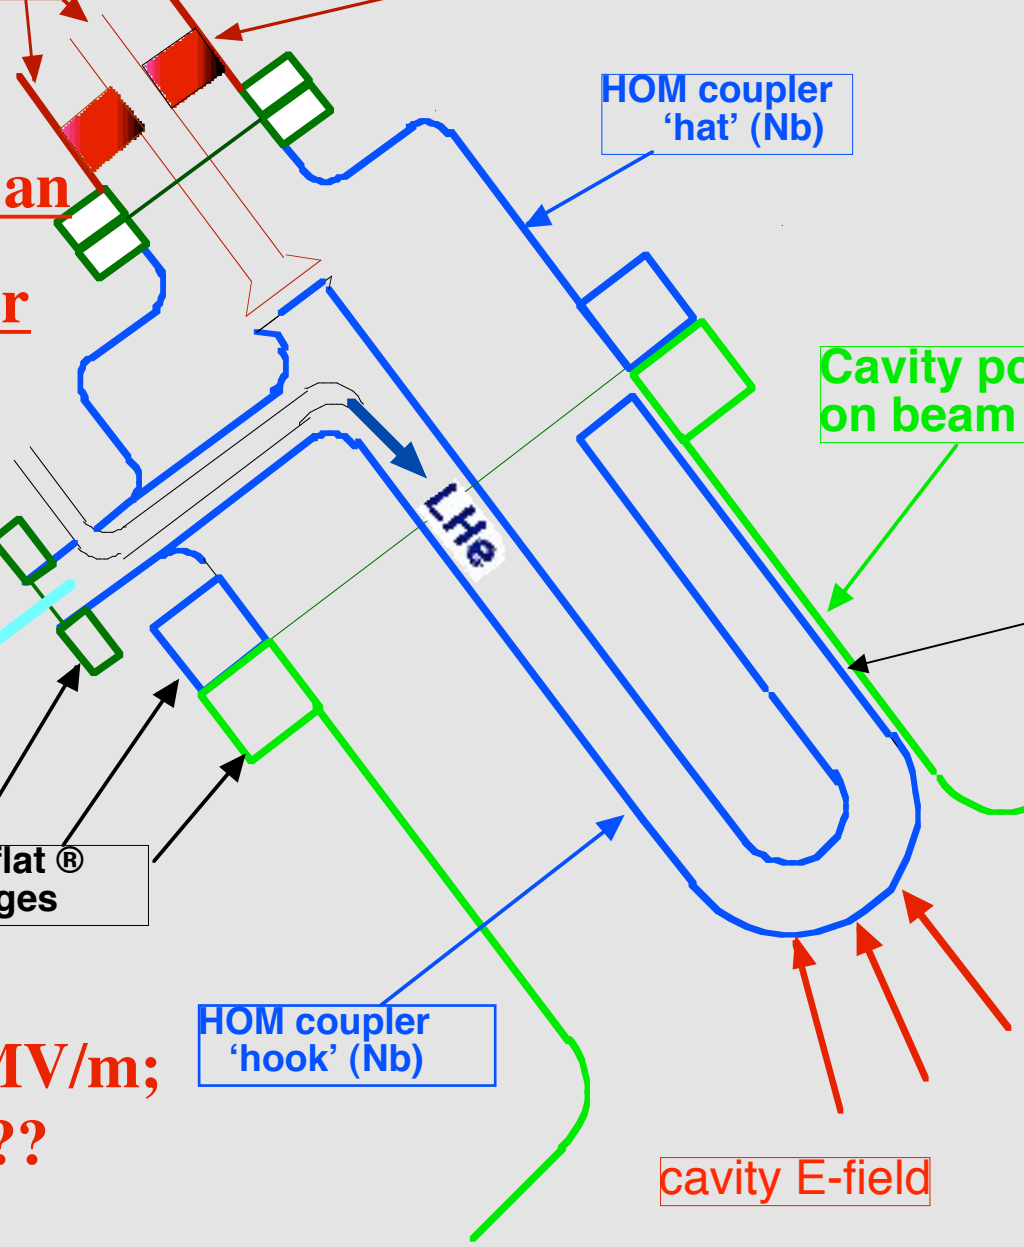 HOM coupler
‘hat’ (Nb)
an
r
Cavity po
on beam
LHe
flat ®
ges
HOM coupler
‘hook’ (Nb)
MV/m;
??
cavity E-field